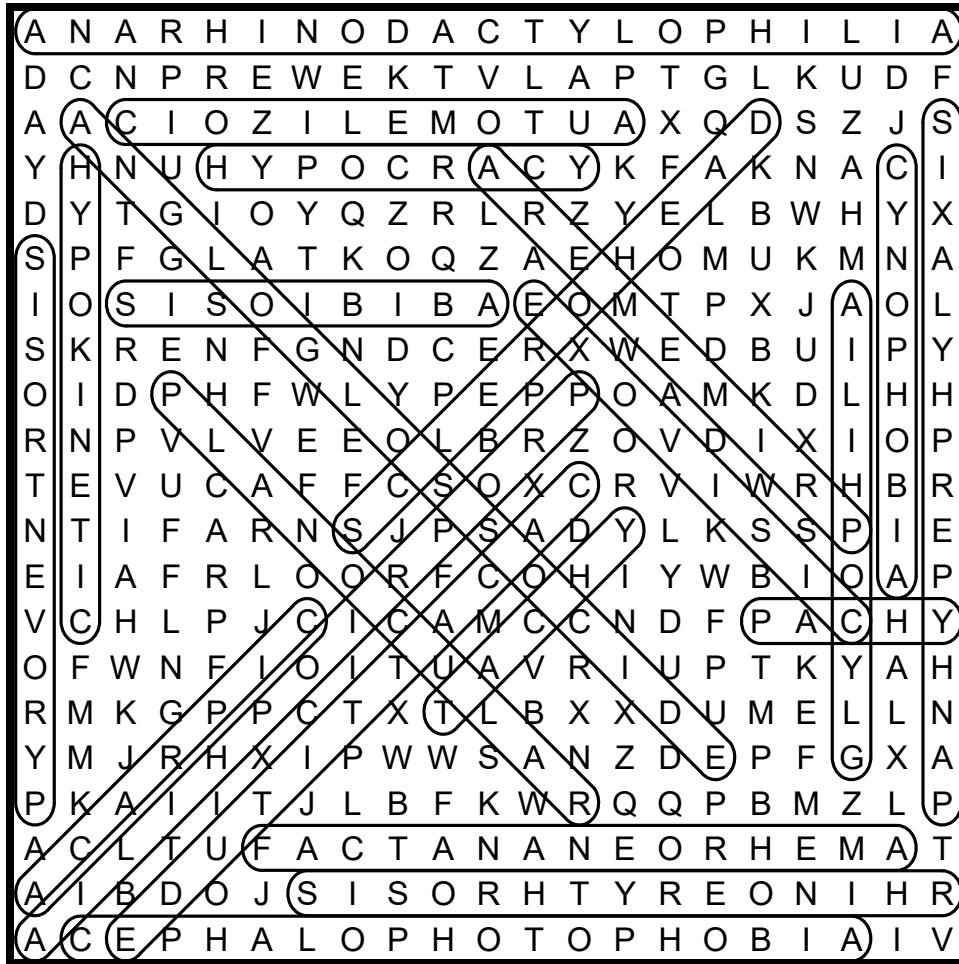 A N A R H I N O D A C T Y L O P H I L I A
D C N P R E W E K T V L A P T G L K U D F
A A C I O Z I L E M O T U A X Q D S Z J S
Y H N U H Y P O C R A C Y K F A K N A C I
D Y T G I O Y Q Z R L R Z Y E L B W H Y X
S P F G L A T K O Q Z A E H O M U K M N A
I O S I S O I B I B A E O M T P X J A O L
S K R E N F G N D C E R X W E D B U I P Y
O I D P H F W L Y P E P P O A M K D L H H
R N P V L V E E O L B R Z O V D I X I O P
T E V U C A F F C S O X C R V I W R H B R
N T I F A R N S J P S A D Y L K S S P I E
E I A F R L O O R F C O H I Y W B I O A P
V C H L P J C I C A M C C N D F P A C H Y
O F W N F I O I T U A V R I U P T K Y A H
R M K G P P C T X T L B X X D U M E L L N
Y M J R H X I P W W S A N Z D E P F G X A
P K A I I T J L B F K W R Q Q P B M Z L P
A C L T U F A C T A N A N E O R H E M A T
A I B D O J S I S O R H T Y R E O N I H R
A C E P H A L O P H O T O P H O B I A I V